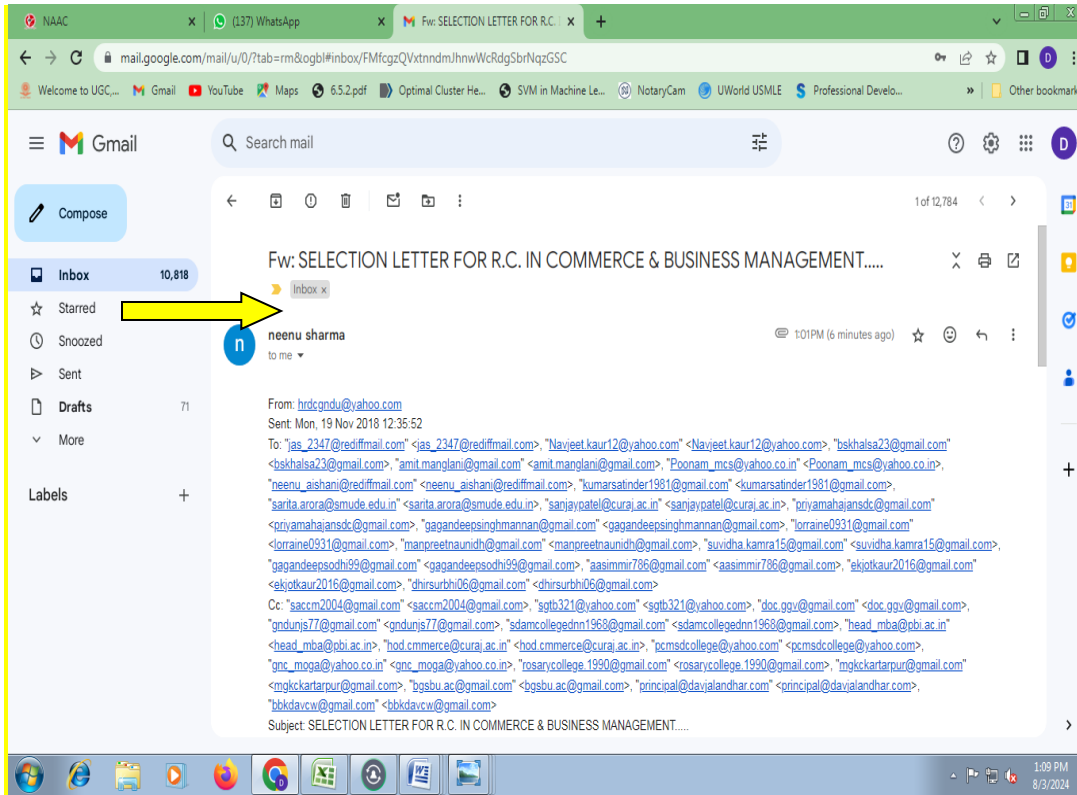 NAAC
(137) WhatsApp
Fw: SELECTION LETTER FOR R.C.
mail.google.com/mail/u/0/?tab=rm&ogbl#inbox/FMfcgzQVxtnndmJhnwWcRdgSbrNqzGSC
D
Welcome to UGC,... Gmail YouTube Maps 6.5.2.pdf Optimal Cluster He... SVM in Machine Le... NotaryCam UWorld USMLE Professional Develo... » Other bookmark
Gmail
Search mail
D
Compose
1 of 12,784
31
Inbox 10,818
Starred
Snoozed
Sent
Drafts 71
More
Labels
Fw: SELECTION LETTER FOR R.C. IN COMMERCE & BUSINESS MANAGEMENT.....
Inbox x
n
neenu sharma
1:01PM (6 minutes ago)
to me
From: hrdcgndu@yahoo.com
Sent: Mon, 19 Nov 2018 12:35:52
To: "jas_2347@rediffmail.com" <jas_2347@rediffmail.com>, "Navjeet.kaur12@yahoo.com" <Navjeet.kaur12@yahoo.com>, "bskhalsa23@gmail.com"
<bskhalsa23@gmail.com>, "amit.manglani@gmail.com" <amit.manglani@gmail.com>, "Poonam_mcs@yahoo.co.in" <Poonam_mcs@yahoo.co.in>,
"neenu_aishani@rediffmail.com" <neenu_aishani@rediffmail.com>, "kumarsatinder1981@gmail.com" <kumarsatinder1981@gmail.com>,
"sarita.arora@smude.edu.in" <sarita.arora@smude.edu.in>, "sanjaypatel@curaj.ac.in" <sanjaypatel@curaj.ac.in>, "priyamahajansdc@gmail.com"
<priyamahajansdc@gmail.com>, "gagandeepsinghmannan@gmail.com" <gagandeepsinghmannan@gmail.com>, "lorraine0931@gmail.com"
<lorraine0931@gmail.com>, "manpreetnaunidh@gmail.com" <manpreetnaunidh@gmail.com>, "suvidha.kamra15@gmail.com" <suvidha.kamra15@gmail.com>,
"gagandeepsodhi99@gmail.com" <gagandeepsodhi99@gmail.com>, "aasimmir786@gmail.com" <aasimmir786@gmail.com>, "ekjotkaur2016@gmail.com"
<ekjotkaur2016@gmail.com>, "dhirsurbhi06@gmail.com" <dhirsurbhi06@gmail.com>
Cc: "saccm2004@gmail.com" <saccm2004@gmail.com>, "sgtb321@yahoo.com" <sgtb321@yahoo.com>, "doc.ggv@gmail.com" <doc.ggv@gmail.com>,
"gndunjs77@gmail.com" <gndunjs77@gmail.com>, "sdamcollegednn1968@gmail.com" <sdamcollegednn1968@gmail.com>, "head_mba@pbi.ac.in"
<head_mba@pbi.ac.in>, "hod.cmmerce@curaj.ac.in" <hod.cmmerce@curaj.ac.in>, "pcmsdcollege@yahoo.com" <pcmsdcollege@yahoo.com>,
"gnc_moga@yahoo.co.in" <gnc_moga@yahoo.co.in>, "rosarycollege.1990@gmail.com" <rosarycollege.1990@gmail.com>, "mgkckartarpur@gmail.com"
<mgkckartarpur@gmail.com>, "bgsbu.ac@gmail.com" <bgsbu.ac@gmail.com>, "principal@davjalandhar.com" <principal@davjalandhar.com>,
"bbkdavcw@gmail.com" <bbkdavcw@gmail.com>
Subject: SELECTION LETTER FOR R.C. IN COMMERCE & BUSINESS MANAGEMENT.....
1:09 PM
8/3/2024